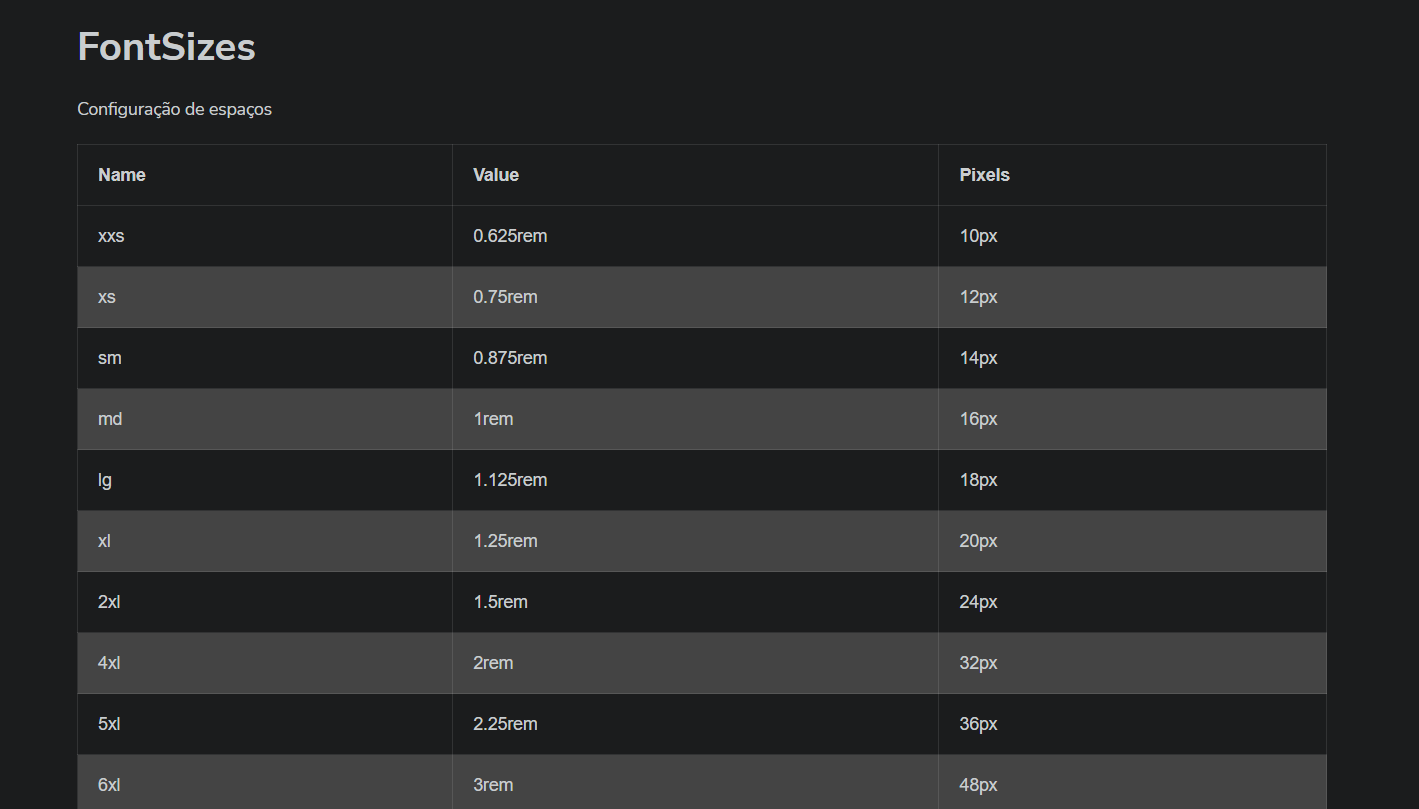 FontSizes
Configuração de espaços
Name Value Pixels
xxs 0.625rem 10px
xs 0.75rem 12px
sm 0.875rem 14px
md 1rem 16px
lg 1.125rem 18px
xl 1.25rem 20px
2xl 1.5rem 24px
4xl 2rem 32px
5xl 2.25rem 36px
6xl 3rem 48px